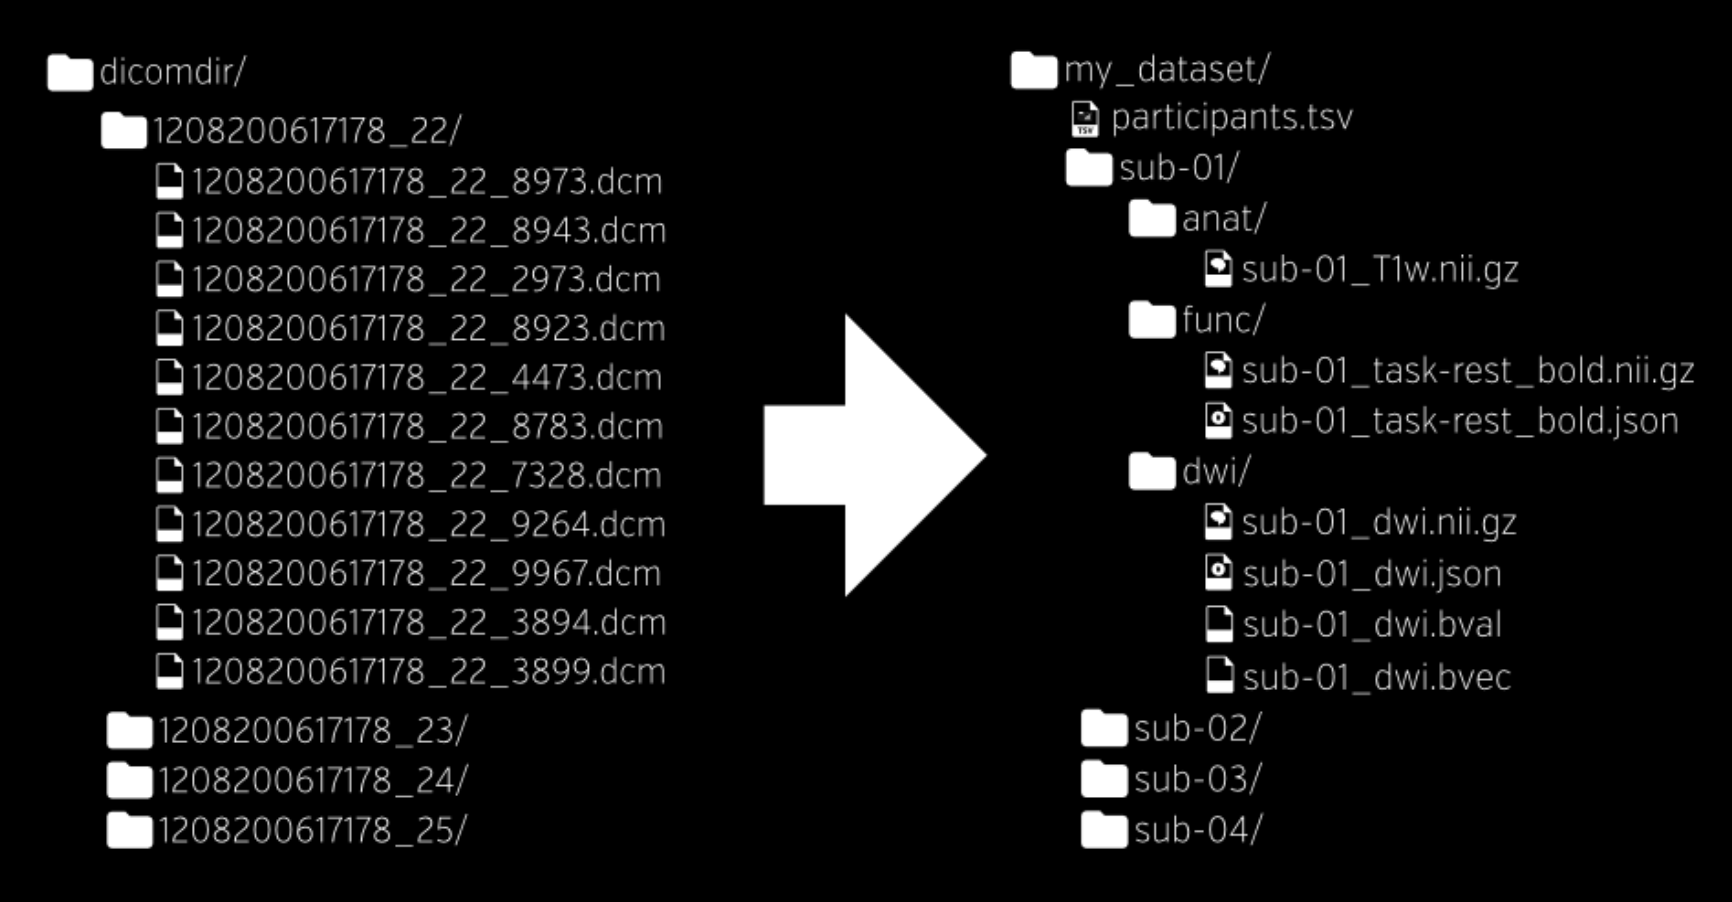 dicomdir/
1208200617178_22/
1208200617178_22_8973.dcm
1208200617178_22_8943.dcm
1208200617178_22_2973.dcm
1208200617178_22_8923.dcm
1208200617178_22_4473.dcm
1208200617178_22_8783.dcm
1208200617178_22_7328.dcm
1208200617178_22_9264.dcm
1208200617178_22_9967.dcm
1208200617178_22_3894.dcm
1208200617178_22_3899.dcm
1208200617178_23/
1208200617178_24/
1208200617178_25/
my_dataset/
TSV
participants.tsv
sub-01/
anat/
sub-01_T1w.nii.gz
func/
sub-01_task-rest_bold.nii.gz
sub-01_task-rest_bold.json
dwi/
sub-01_dwi.nii.gz
sub-01_dwi.json
sub-01_dwi.bval
sub-01_dwi.bvec
sub-02/
sub-03/
sub-04/